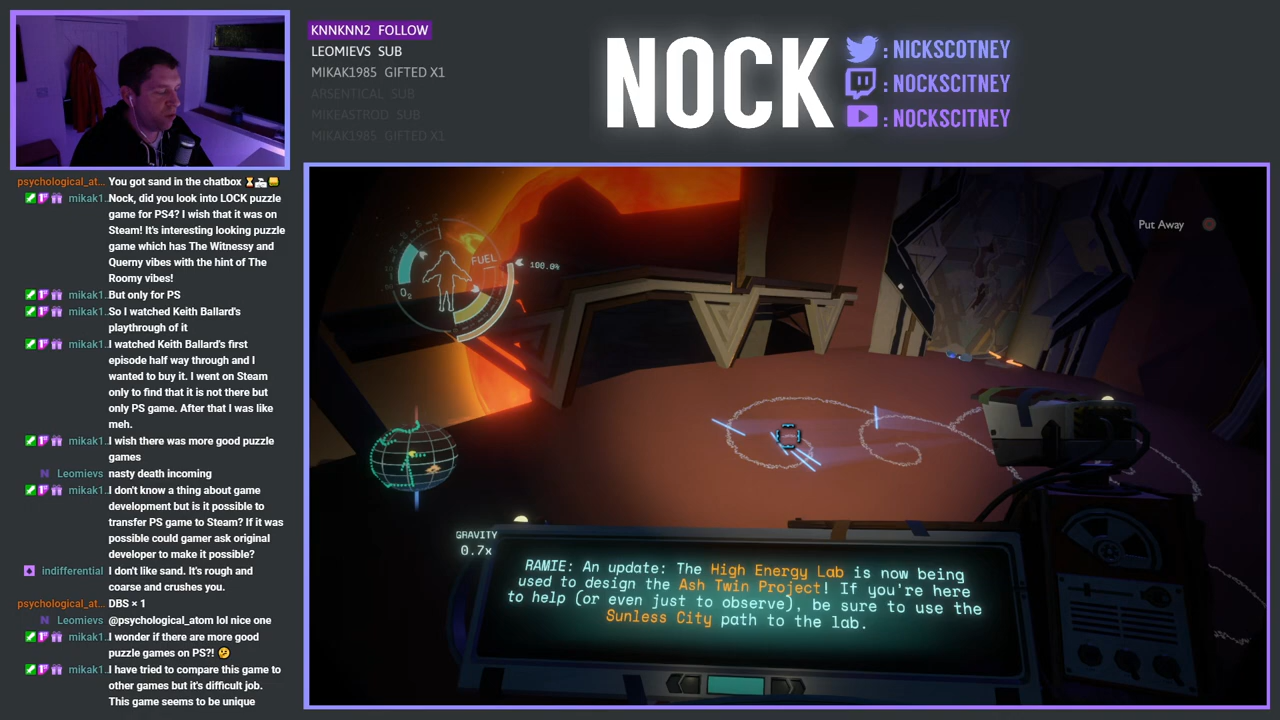 KNNKNN2 FOLLOW
LEOMIEVS SUB
MIKAK1985 GIFTED X1
ARSENTICAL SUB
MIKEASTROD SUB
MIKAK1985 GIFTED X1
NOCK
: NICKSCOTNEY
: NOCKSCITNEY
: NOCKSCITNEY
psychological_at... You got sand in the chatbox
mikak1... Nock, did you look into LOCK puzzle
game for PS4? I wish that it was on
Steam! It's interesting looking puzzle
game which has The Witnessy and
Querny vibes with the hint of The
Roomy vibes!
mikak1... But only for PS
mikak1... So I watched Keith Ballard's
playthrough of it
mikak1... I watched Keith Ballard's first
episode half way through and I
wanted to buy it. I went on Steam
only to find that it is not there but
only PS game. After that I was like
meh.
mikak1... I wish there was more good puzzle
games
Leomievs nasty death incoming
mikak1... I don't know a thing about game
development but is it possible to
transfer PS game to Steam? If it was
possible could gamer ask original
developer to make it possible?
indifferential I don't like sand. It's rough and
coarse and crushes you.
psychological_at... DBS × 1
Leomievs @psychological_atom lol nice one
mikak1... I wonder if there are more good
puzzle games on PS?!
mikak1... I have tried to compare this game to
other games but it's difficult job.
This game seems to be unique
Put Away
FUEL
100.0%
O2
GRAVITY
0.7x
RAMIE: An update: The High Energy Lab is now being
used to design the Ash Twin Project! If you're here
to help (or even just to observe), be sure to use the
Sunless City path to the lab.